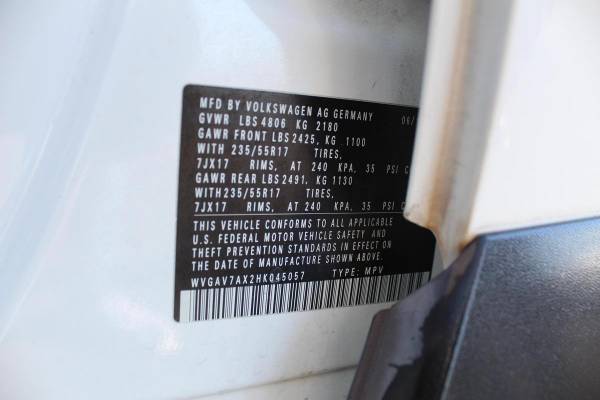 MFD BY VOLKSWAGEN AG GERMANY 06/
GVWR LBS 4806 KG 2180
GAWR FRONT LBS 2425, KG 1100
WITH 235/55R17 TIRES,
7JX17 RIMS, AT 240 KPA, 35 PSI C
GAWR REAR LBS 2491, KG 1130
WITH 235/55R17 TIRES,
7JX17 RIMS, AT 240 KPA, 35 PSI C
THIS VEHICLE CONFORMS TO ALL APPLICABLE
U.S. FEDERAL MOTOR VEHICLE SAFETY AND
THEFT PREVENTION STANDARDS IN EFFECT ON
THE DATE OF MANUFACTURE SHOWN ABOVE.
WVGAV7AX2HK045057 TYPE: MPV